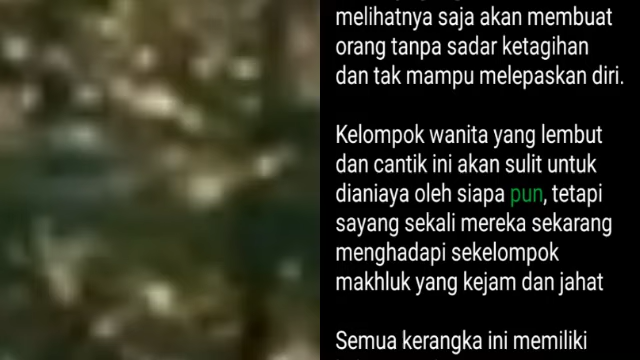 melihatnya saja akan membuat
orang tanpa sadar ketagihan
dan tak mampu melepaskan diri.
Kelompok wanita yang lembut
dan cantik ini akan sulit untuk
dianiaya oleh siapa pun, tetapi
sayang sekali mereka sekarang
menghadapi sekelompok
makhluk yang kejam dan jahat
Semua kerangka ini memiliki